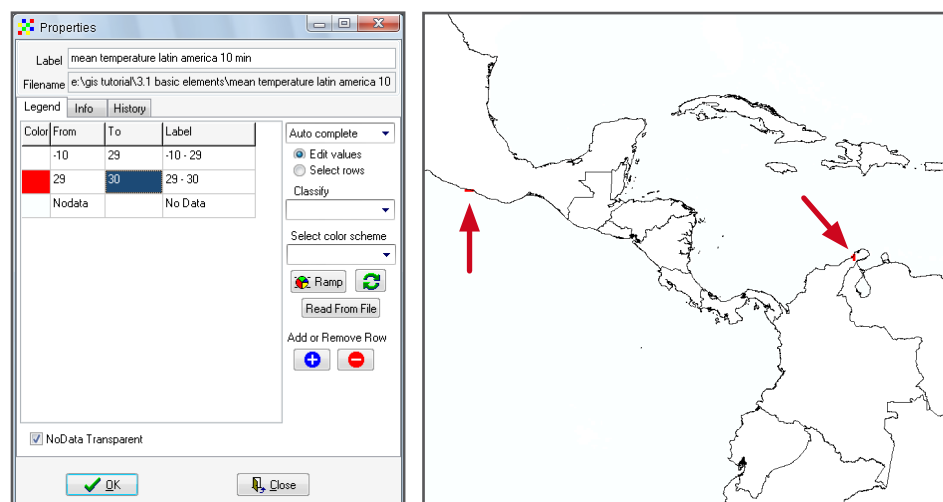 Properties
Label mean temperature latin america 10 min
Filename e:\gis tutorial\3.1 basic elements\mean temperature latin america 10
Legend Info History
Color From To Label
-10 29 -10 - 29
29 30 29 - 30
Nodata No Data
Auto complete
Edit values
Select rows
Classify
Select color scheme
Ramp
Read From File
Add or Remove Row
NoData Transparent
OK Close